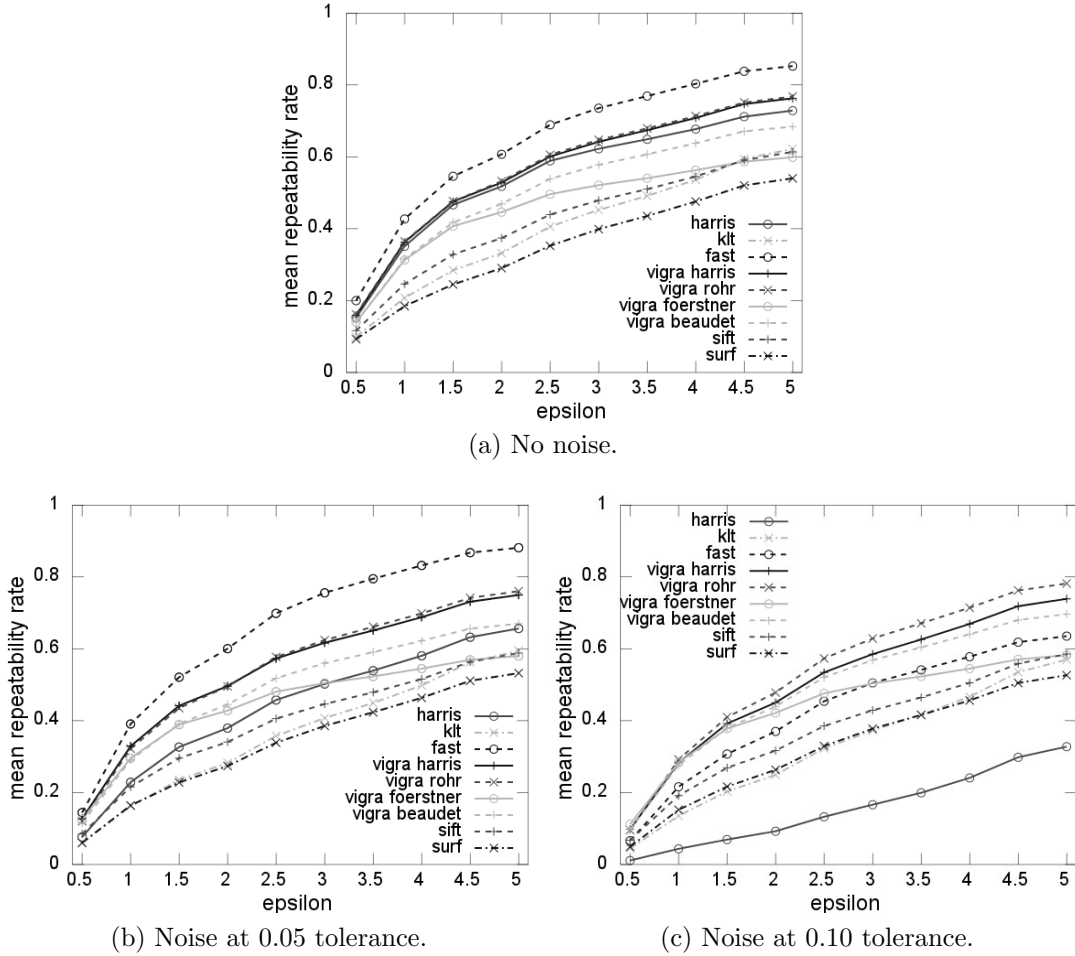 1
0.8
0.6
0.4
0.2
0
mean repeatability rate
0.5 1 1.5 2 2.5 3 3.5 4 4.5 5
epsilon
harris
klt
fast
vigra harris
vigra rohr
vigra foerstner
vigra beaudet
sift
surf
(a) No noise.
1
0.8
0.6
0.4
0.2
0
mean repeatability rate
0.5 1 1.5 2 2.5 3 3.5 4 4.5 5
epsilon
harris
klt
fast
vigra harris
vigra rohr
vigra foerstner
vigra beaudet
sift
surf
(b) Noise at 0.05 tolerance.
1
0.8
0.6
0.4
0.2
0
mean repeatability rate
0.5 1 1.5 2 2.5 3 3.5 4 4.5 5
epsilon
harris
klt
fast
vigra harris
vigra rohr
vigra foerstner
vigra beaudet
sift
surf
(c) Noise at 0.10 tolerance.